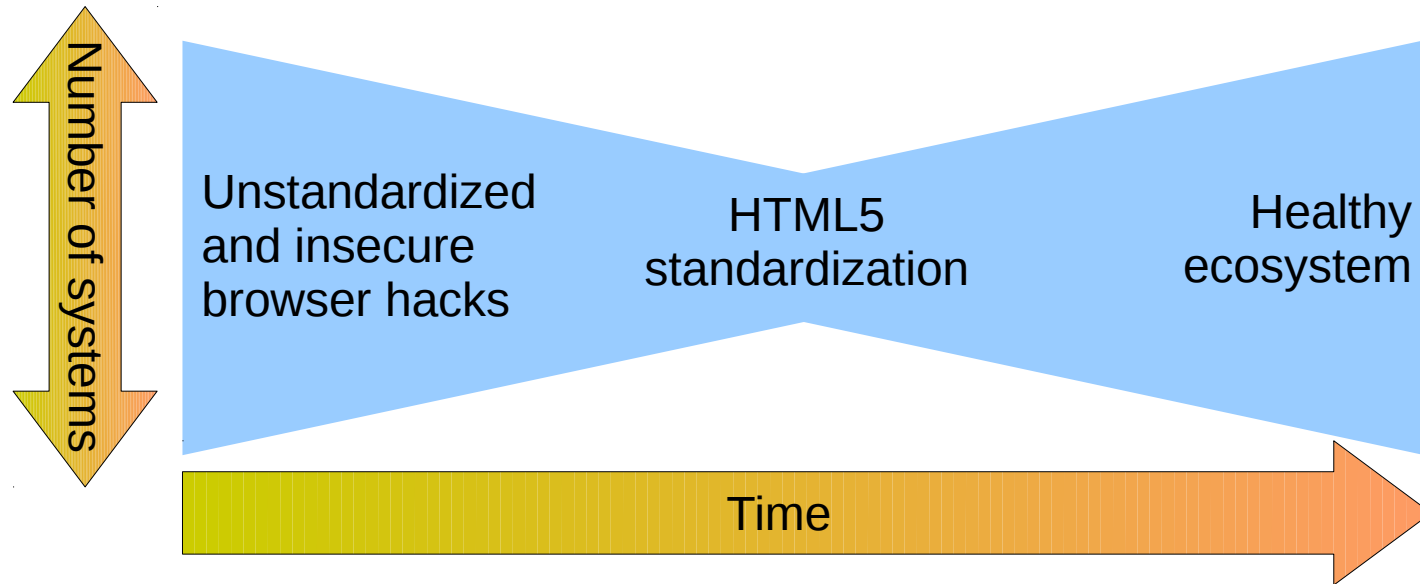 Number of systems
Unstandardized
and insecure
browser hacks
HTML5
standardization
Healthy
ecosystem
Time